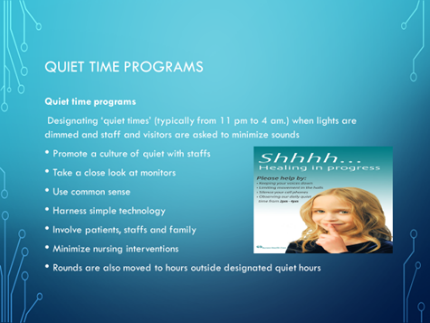 QUIET TIME PROGRAMS
Quiet time programs
Designating 'quiet times' (typically from 11 pm to 4 am.) when lights are
dimmed and staff and visitors are asked to minimize sounds
• Promote a culture of quiet with staffs
• Take a close look at monitors
• Use common sense
• Harness simple technology
• Involve patients, staffs and family
• Minimize nursing interventions
• Rounds are also moved to hours outside designated quiet hours
Shhhh...
Healing in progress
Please help by: